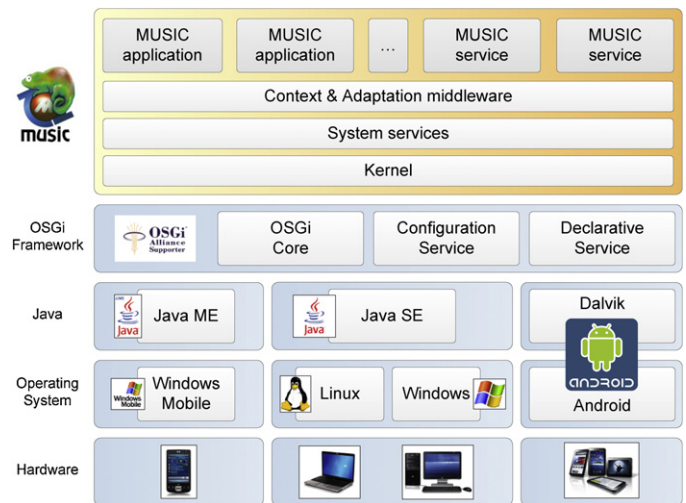 MUSIC
application
MUSIC
application
...
MUSIC
service
MUSIC
service
Context & Adaptation middleware
System services
Kernel
music
OSGi
Framework
OSGi
Alliance
Supporter
OSGi
Core
Configuration
Service
Declarative
Service
Java
Java
Java ME
Java
Java SE
Dalvik
Operating
System
Windows
Mobile
Windows
Mobile
Linux
Windows
ANDROID
Android
Hardware